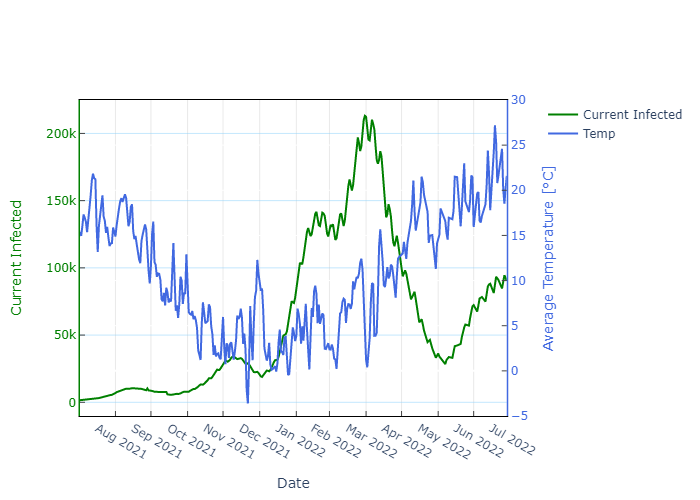 Current Infected
Temp
200k
150k
100k
50k
0
Current Infected
30
25
20
15
10
5
0
−5
Average Temperature [°C]
Aug 2021
Sep 2021
Oct 2021
Nov 2021
Dec 2021
Jan 2022
Feb 2022
Mar 2022
Apr 2022
May 2022
Jun 2022
Jul 2022
Date